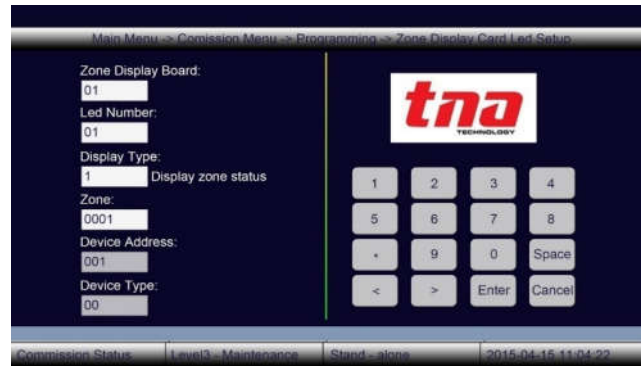 Main Menu -> Comission Menu -> Programming -> Zone Display Card Led Setup
Zone Display Board:
01
Led Number:
01
Display Type:
1 Display zone status
Zone:
0001
Device Address:
001
Device Type:
00
tna
TECHNOLOGY
1 2 3 4
5 6 7 8
9 0 Space
< > Enter Cancel
Commission Status Level3 - Maintenance Stand - alone 2015-04-15 11:04:22